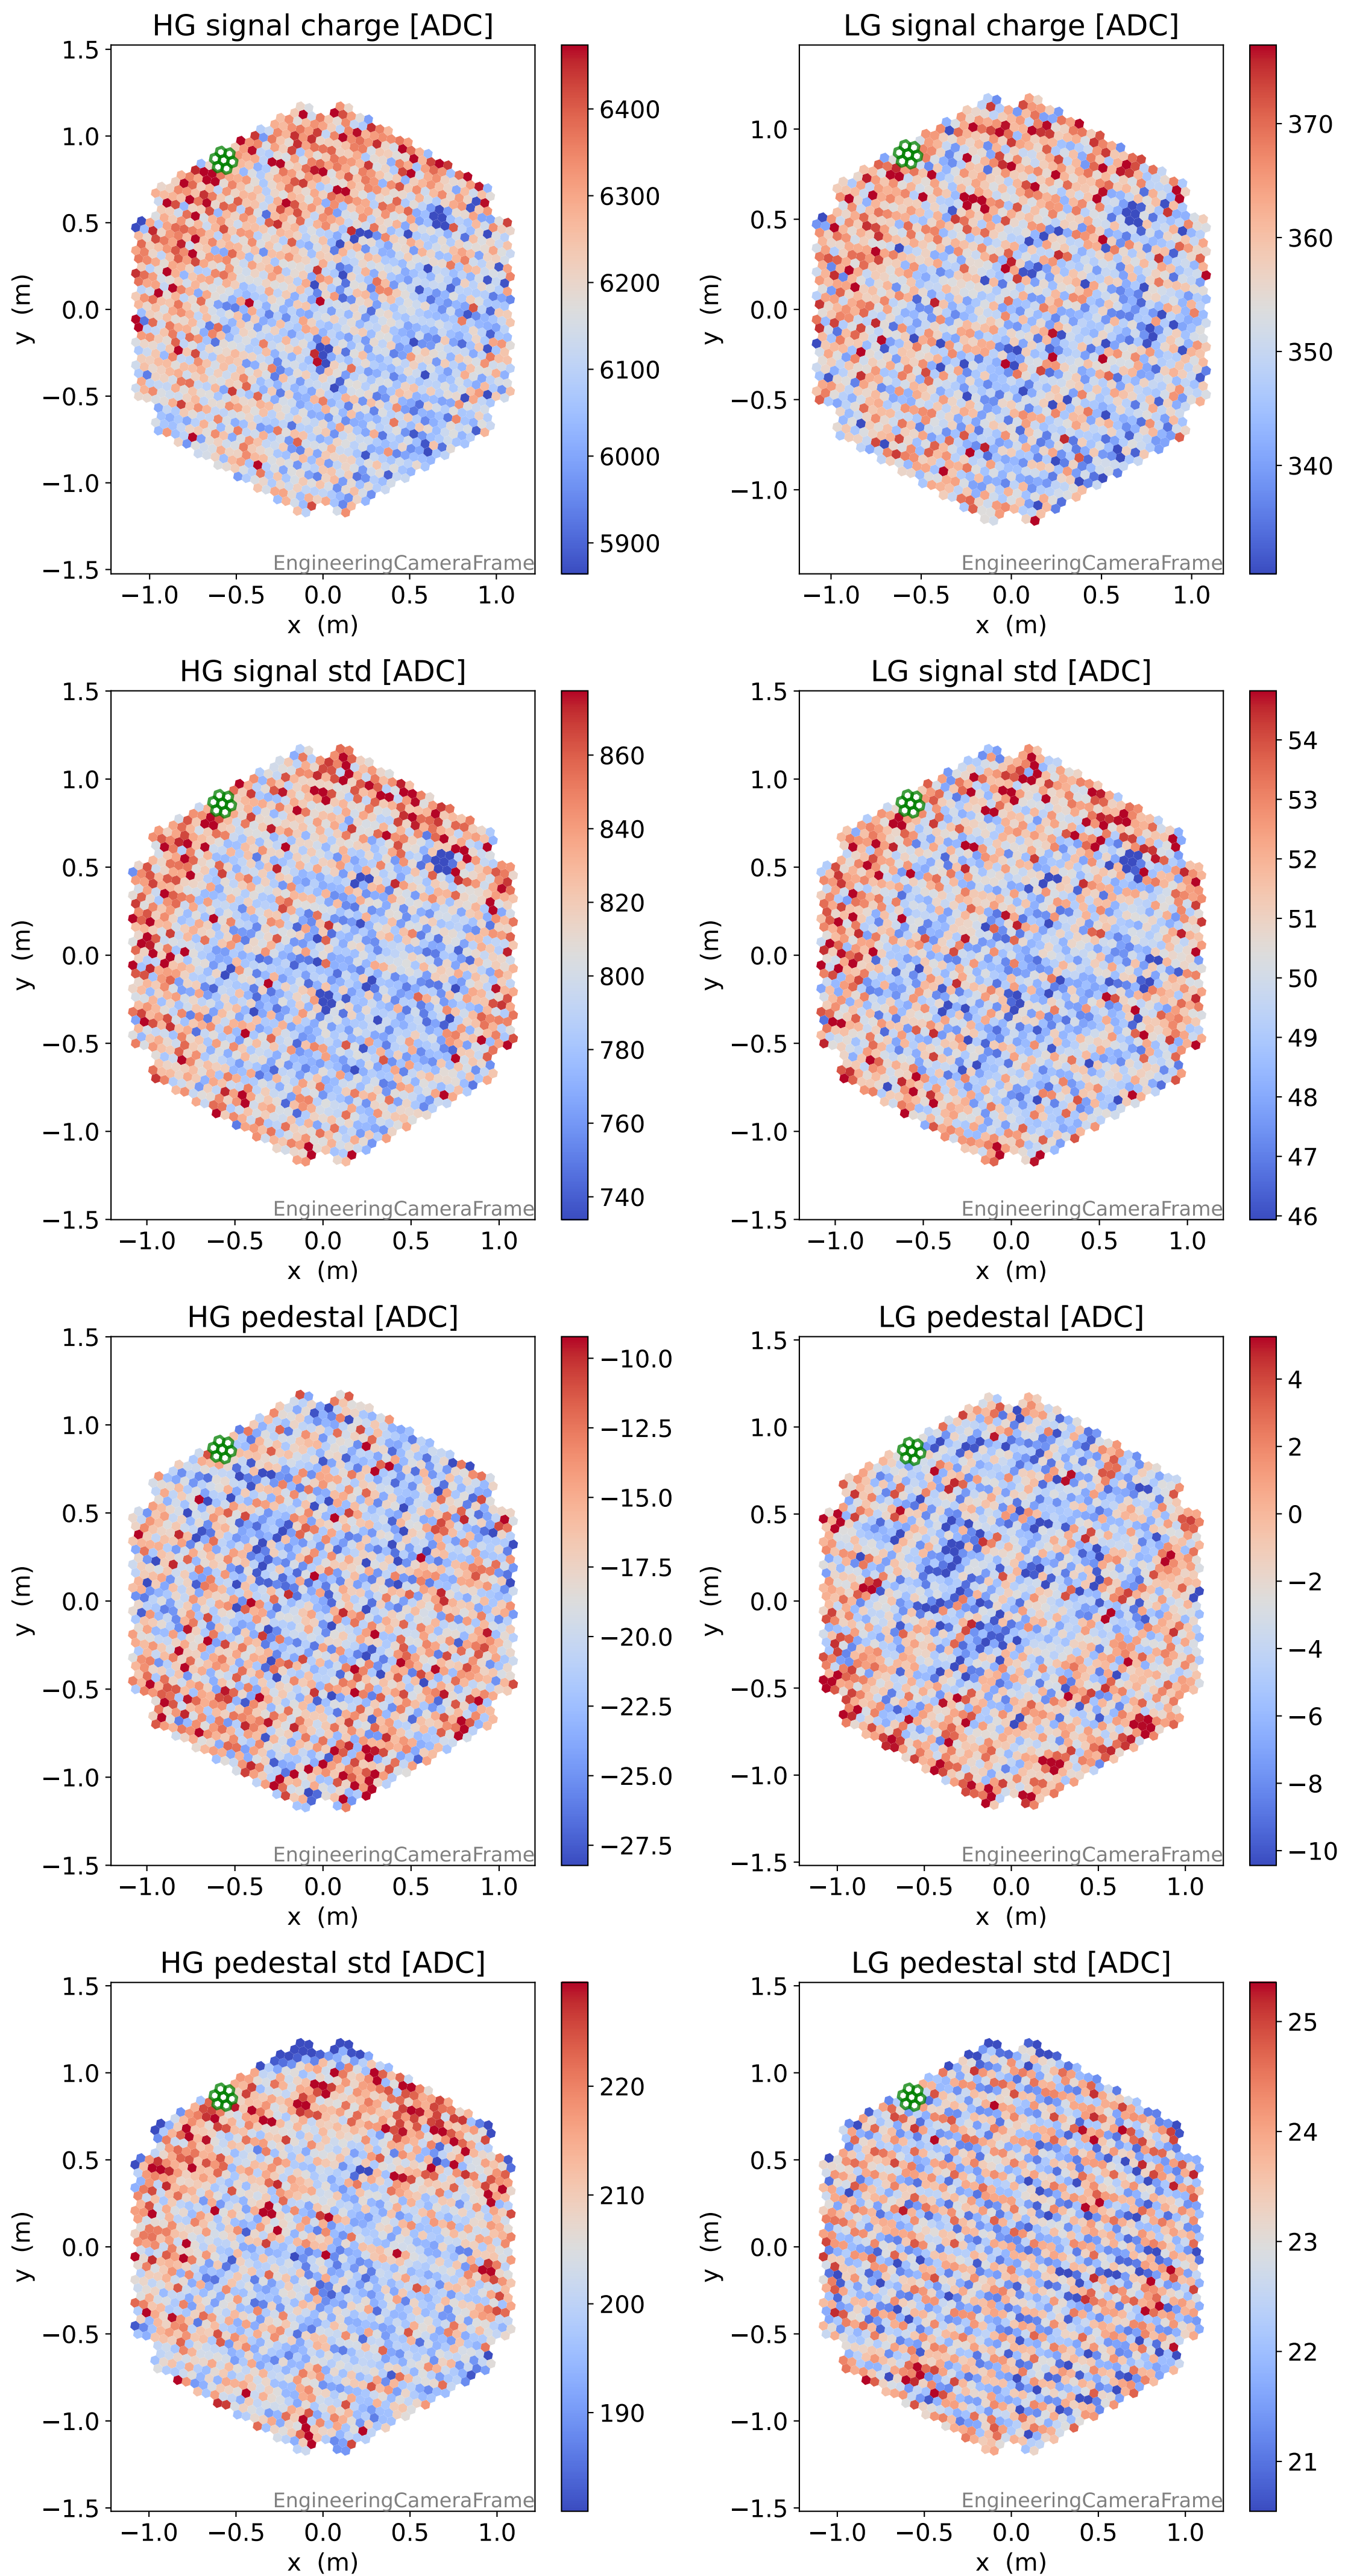 HG signal charge [ADC]
LG signal charge [ADC]
1.5
1.0
0.5
0.0
−0.5
−1.0
−1.5
y (m)
−1.0 −0.5 0.0 0.5 1.0
x (m)
EngineeringCameraFrame
6400
6300
6200
6100
6000
5900
1.0
0.5
0.0
−0.5
−1.0
y (m)
−1.0 −0.5 0.0 0.5 1.0
x (m)
EngineeringCameraFrame
370
360
350
340
HG signal std [ADC]
LG signal std [ADC]
1.5
1.0
0.5
0.0
−0.5
−1.0
−1.5
y (m)
−1.0 −0.5 0.0 0.5 1.0
x (m)
EngineeringCameraFrame
860
840
820
800
780
760
740
1.5
1.0
0.5
0.0
−0.5
−1.0
−1.5
y (m)
−1.0 −0.5 0.0 0.5 1.0
x (m)
EngineeringCameraFrame
54
53
52
51
50
49
48
47
46
HG pedestal [ADC]
LG pedestal [ADC]
1.5
1.0
0.5
0.0
−0.5
−1.0
−1.5
y (m)
−1.0 −0.5 0.0 0.5 1.0
x (m)
EngineeringCameraFrame
−10.0
−12.5
−15.0
−17.5
−20.0
−22.5
−25.0
−27.5
1.5
1.0
0.5
0.0
−0.5
−1.0
−1.5
y (m)
−1.0 −0.5 0.0 0.5 1.0
x (m)
EngineeringCameraFrame
4
2
0
−2
−4
−6
−8
−10
HG pedestal std [ADC]
LG pedestal std [ADC]
1.5
1.0
0.5
0.0
−0.5
−1.0
−1.5
y (m)
−1.0 −0.5 0.0 0.5 1.0
x (m)
EngineeringCameraFrame
220
210
200
190
1.5
1.0
0.5
0.0
−0.5
−1.0
−1.5
y (m)
−1.0 −0.5 0.0 0.5 1.0
x (m)
EngineeringCameraFrame
25
24
23
22
21